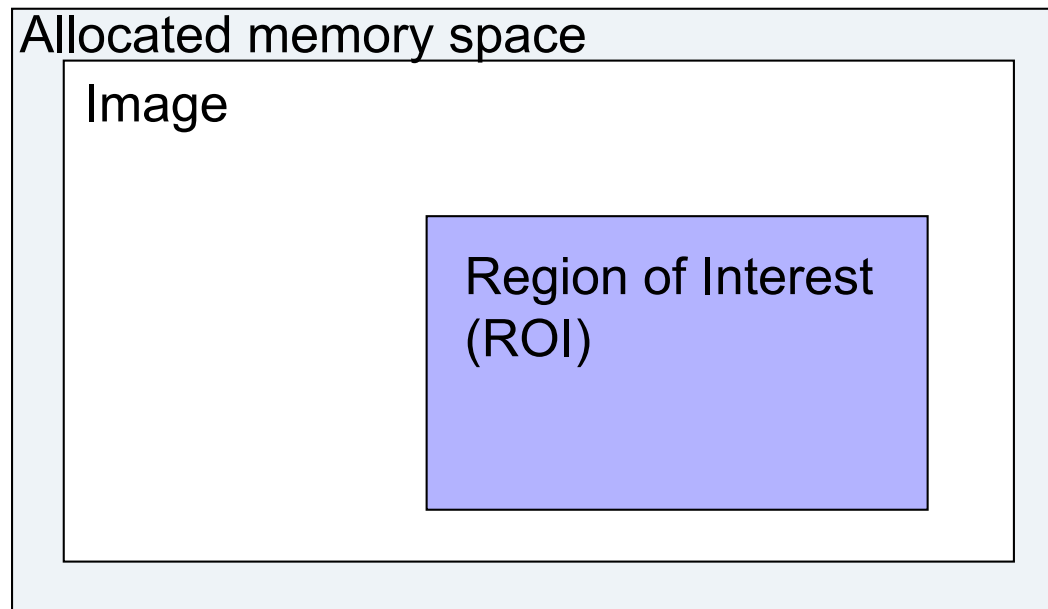 Allocated memory space
Image
Region of Interest
(ROI)